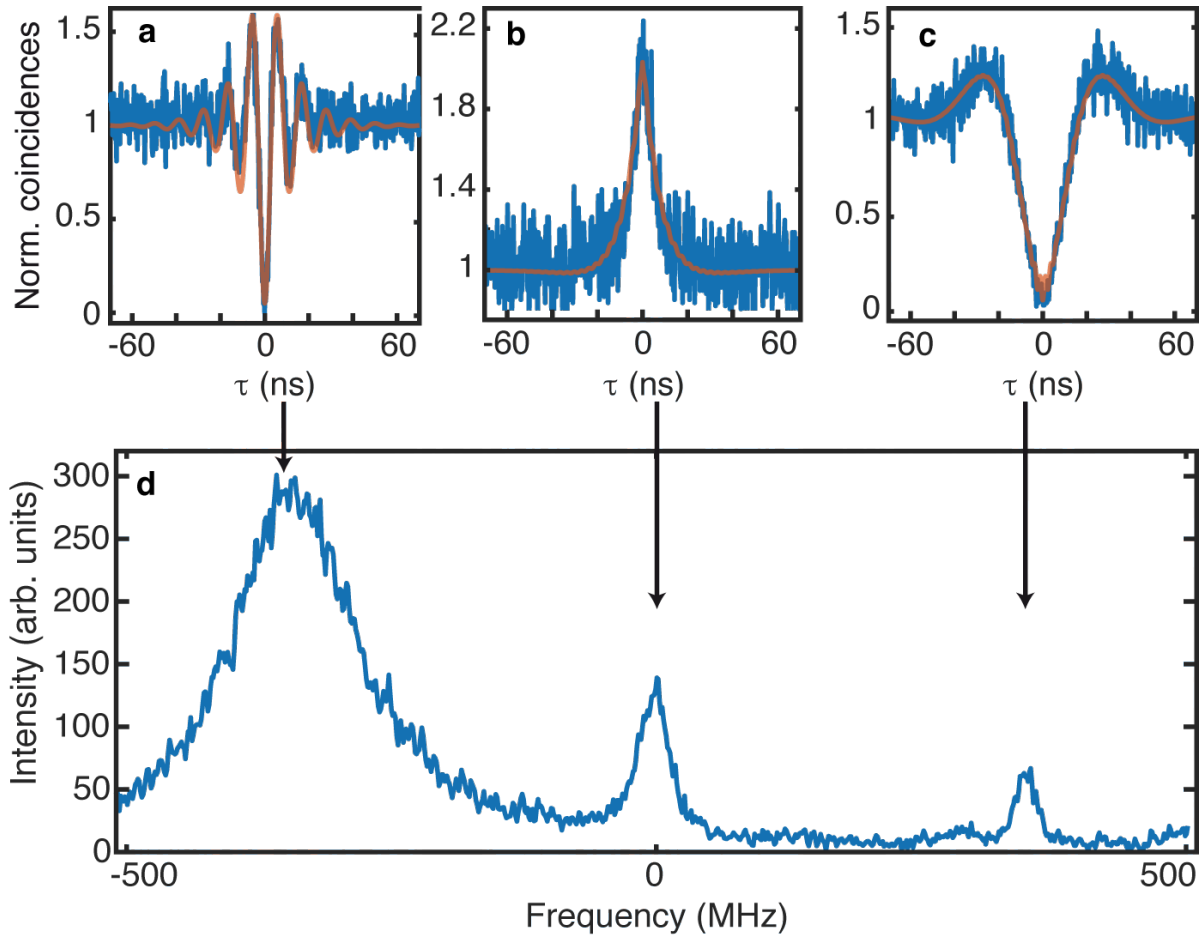 Norm. coincidences
a
1.5
1
0.5
0
-60 0 60
τ (ns)
b
2.2
1.8
1.4
1
-60 0 60
τ (ns)
c
1.5
1
0.5
0
-60 0 60
τ (ns)
Intensity (arb. units)
d
300
250
200
150
100
50
0
-500 0 500
Frequency (MHz)